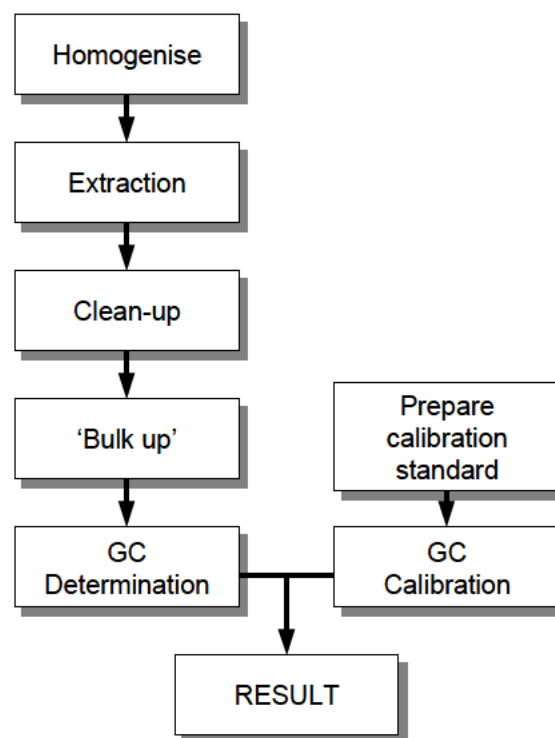 Homogenise
Extraction
Clean-up
‘Bulk up’
Prepare
calibration
standard
GC
Determination
GC
Calibration
RESULT